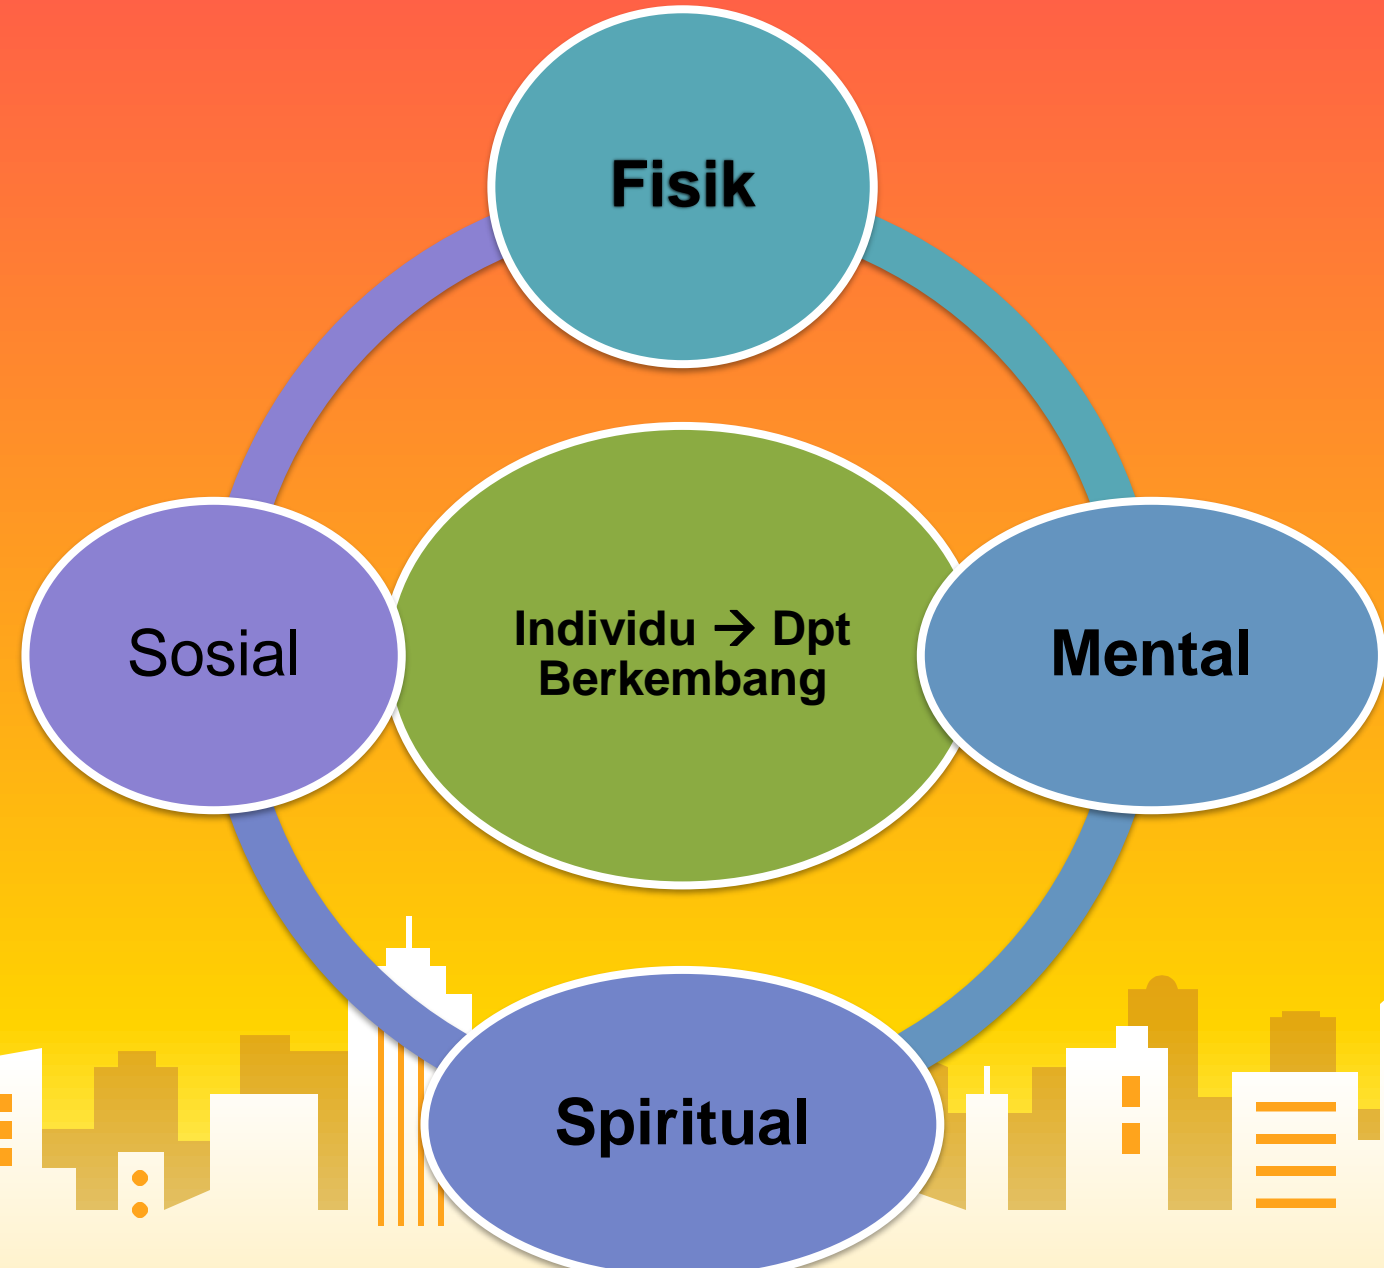 Fisik
Sosial
Individu → Dpt
Berkembang
Mental
Spiritual